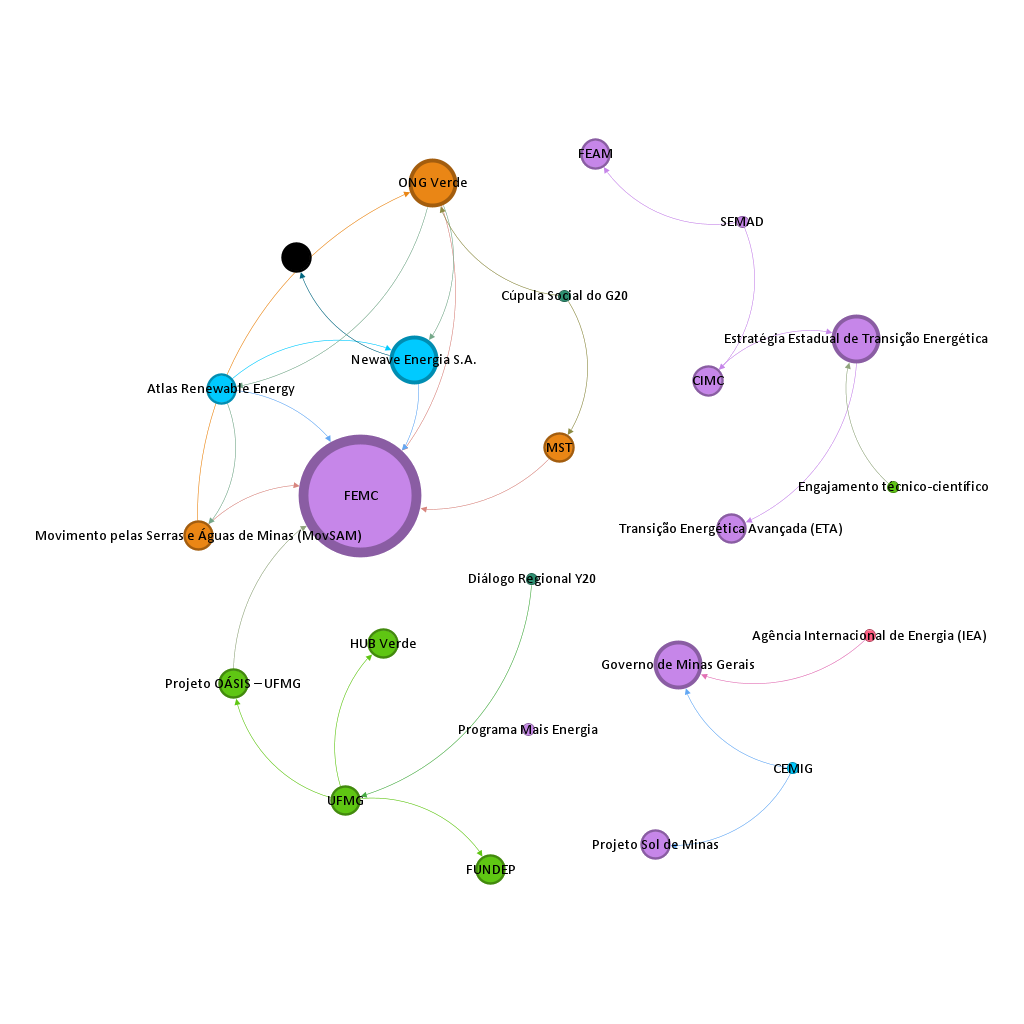 FEAM
ONG Verde
SEMAD
Cúpula Social do G20
Estratégia Estadual de Transição Energética
Newave Energia S.A.
CIMC
Atlas Renewable Energy
MST
Engajamento técnico-científico
FEMC
Transição Energética Avançada (ETA)
Movimento pelas Serras e Águas de Minas (MovSAM)
Diálogo Regional Y20
Agência Internacional de Energia (IEA)
HUB Verde
Governo de Minas Gerais
Projeto OÁSIS – UFMG
Programa Mais Energia
CEMIG
UFMG
Projeto Sol de Minas
FUNDEP